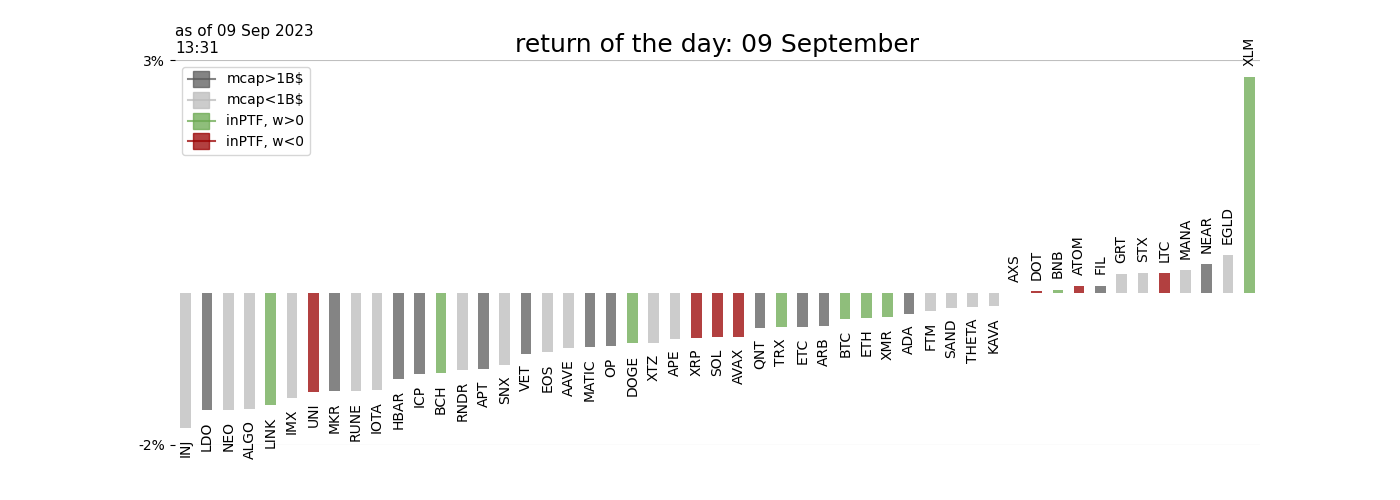 as of 09 Sep 2023
13:31
return of the day: 09 September
3%
mcap>1B$
mcap<1B$
inPTF, w>0
inPTF, w<0
-2%
INJ
LDO
NEO
ALGO
LINK
IMX
UNI
MKR
RUNE
IOTA
HBAR
ICP
BCH
RNDR
APT
SNX
VET
EOS
AAVE
MATIC
OP
DOGE
XTZ
APE
XRP
SOL
AVAX
QNT
TRX
ETC
ARB
BTC
ETH
XMR
ADA
FTM
SAND
THETA
KAVA
AXS
DOT
BNB
ATOM
FIL
GRT
STX
LTC
MANA
NEAR
EGLD
XLM